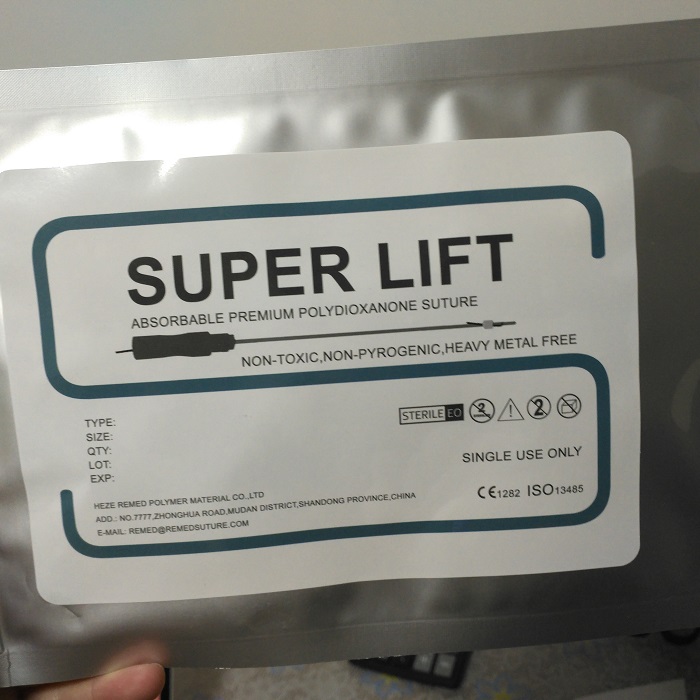 SUPER LIFT
ABSORBABLE PREMIUM POLYDIOXANONE SUTURE
NON-TOXIC,NON-PYROGENIC,HEAVY METAL FREE
TYPE:
SIZE:
QTY:
LOT:
EXP:
STERILE EO 2 2
SINGLE USE ONLY
HEZE REMED POLYMER MATERIAL CO.,LTD
ADD.: NO.7777,ZHONGHUA ROAD,MUDAN DISTRICT,SHANDONG PROVINCE,CHINA
E-MAIL: REMED@REMEDSUTURE.COM
CE1282 ISO13485